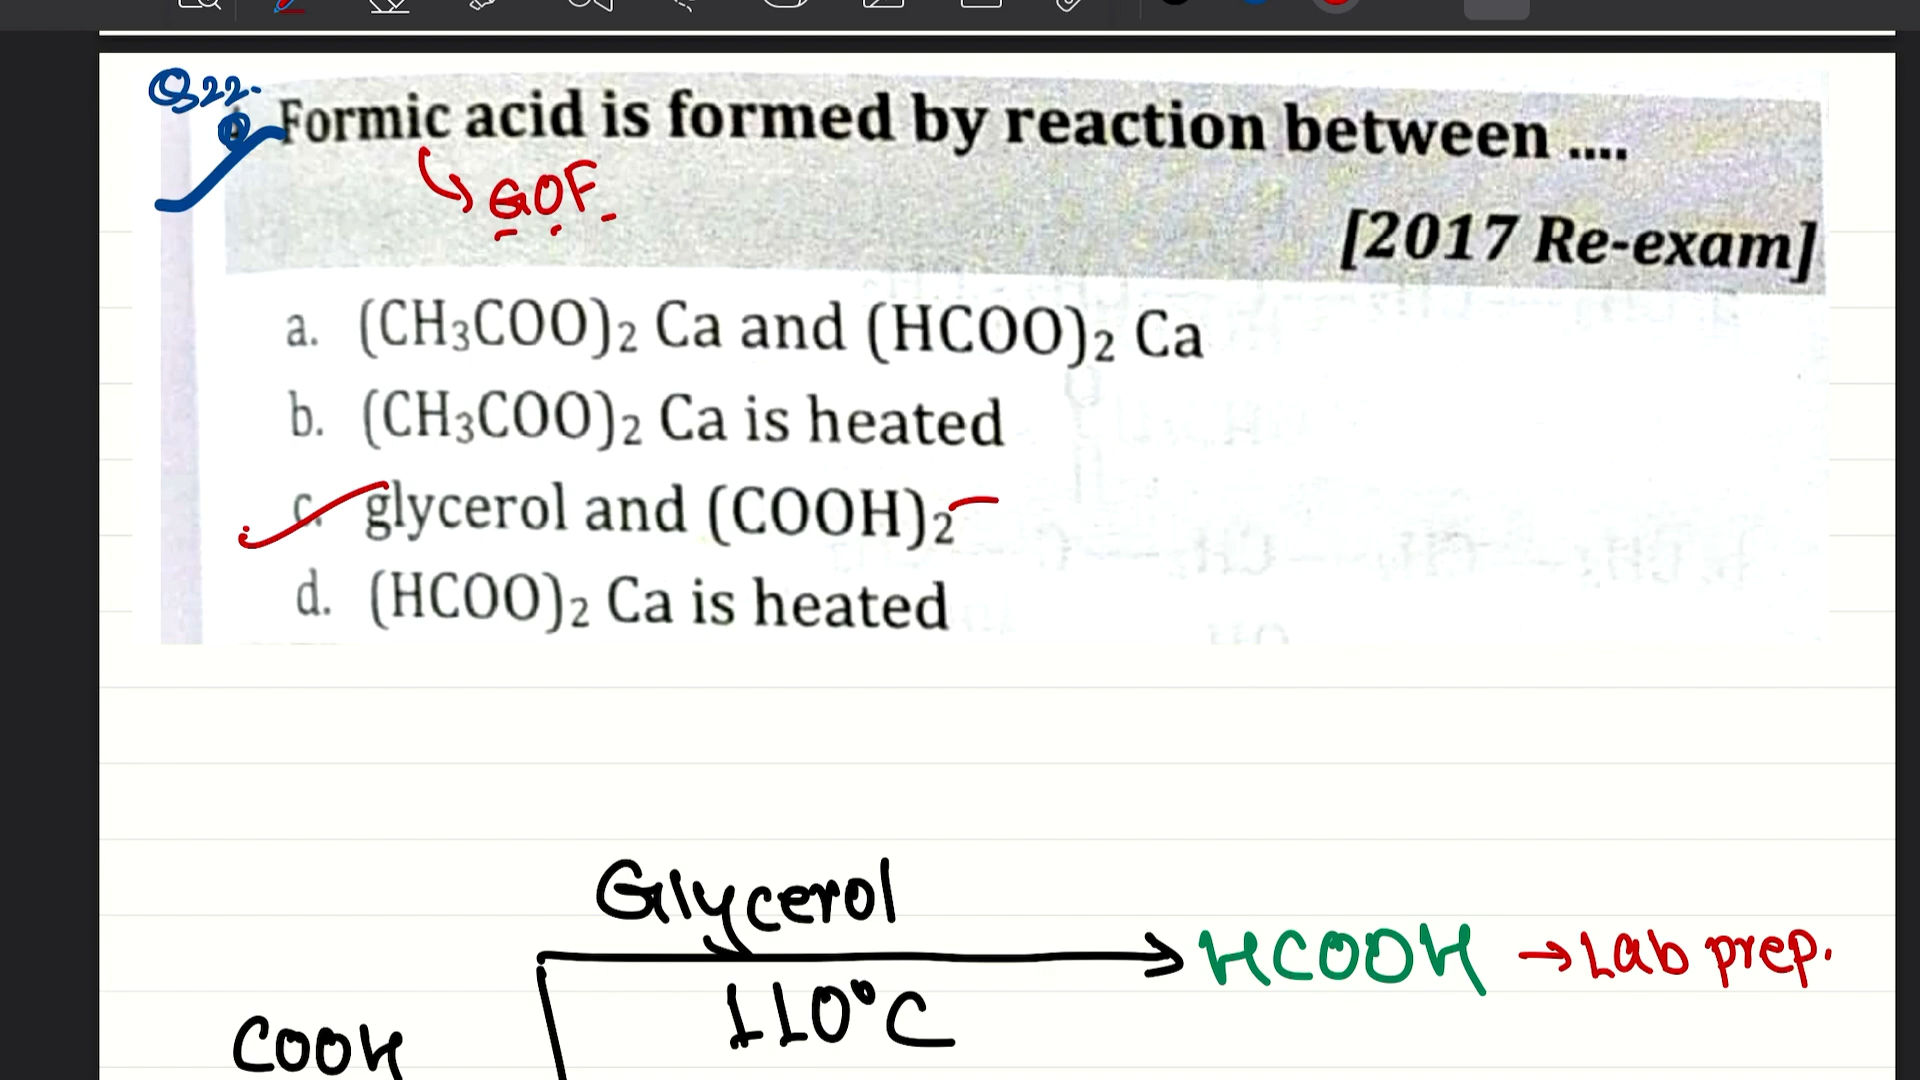 Q22.
Formic acid is formed by reaction between ....
GOF.
[2017 Re-exam]
a. (CH₃COO)₂ Ca and (HCOO)₂ Ca
b. (CH₃COO)₂ Ca is heated
c. glycerol and (COOH)₂
d. (HCOO)₂ Ca is heated
Glycerol
HCOOH → Lab prep.
110°C
COOH